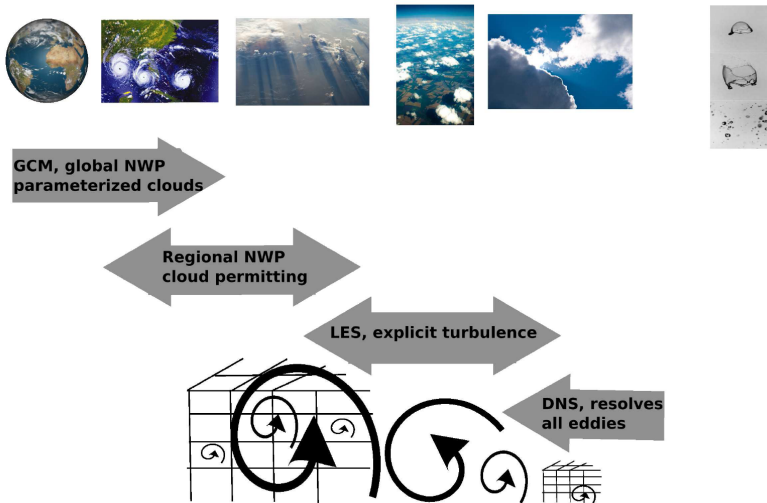 GCM, global NWP
parameterized clouds
Regional NWP
cloud permitting
LES, explicit turbulence
DNS, resolves
all eddies